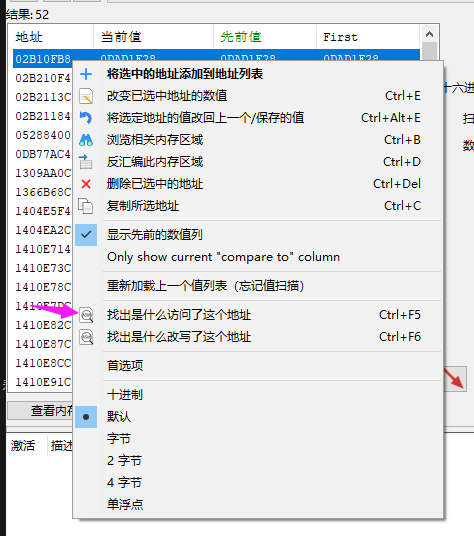 结果: 52
地址 当前值 先前值 First
02B10FB8 0DAD1F28 0DAD1F28 0DAD1F28
02B210F4
02B2113C
02B21184
05288400
0DB77AC4
1309AA0C
1366B68C
1404E5F4
1404EA2C
1410E714
1410E73C
1410E78C
1410E7DC
1410E82C
1410E87C
1410E8CC
1410E91C
十六进
扫
数
将选中的地址添加到地址列表
改变已选中地址的数值 Ctrl+E
将选定地址的值改回上一个/保存的值 Ctrl+Alt+E
浏览相关内存区域 Ctrl+B
反汇编此内存区域 Ctrl+D
删除已选中的地址 Ctrl+Del
复制所选地址 Ctrl+C
显示先前的数值列
Only show current "compare to" column
重新加载上一个值列表（忘记值扫描）
找出是什么访问了这个地址 Ctrl+F5
找出是什么改写了这个地址 Ctrl+F6
首选项
十进制
默认
字节
2 字节
4 字节
单浮点
查看内存
激活 描述